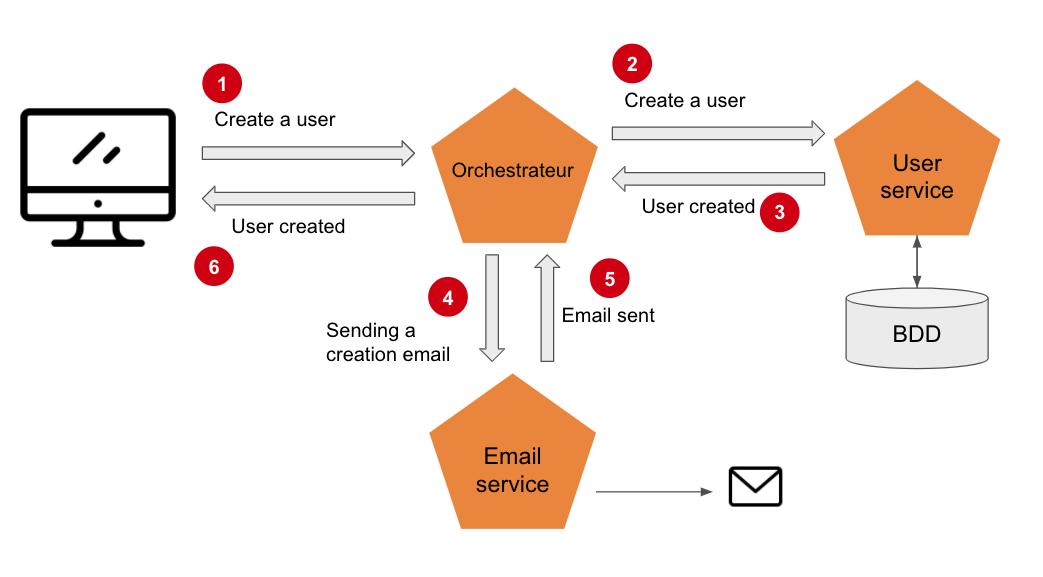 1
Create a user
2
Create a user
Orchestrateur
User
service
User created
3
User created
6
4
5
Email sent
Sending a
creation email
BDD
Email
service